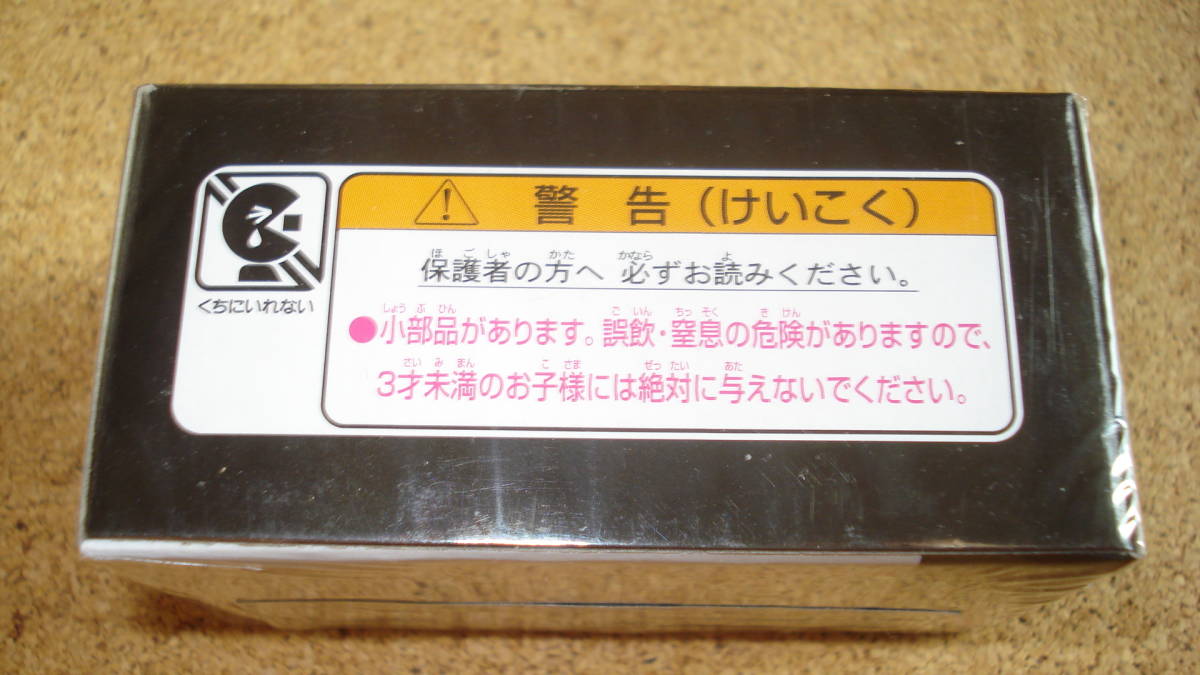 警告(けいこく)
保護者の方へ 必ずお読みください。
くちにいれない
●小部品があります。誤飲・窒息の危険がありますので、
3才未満のお子様には絶対に与えないでください。